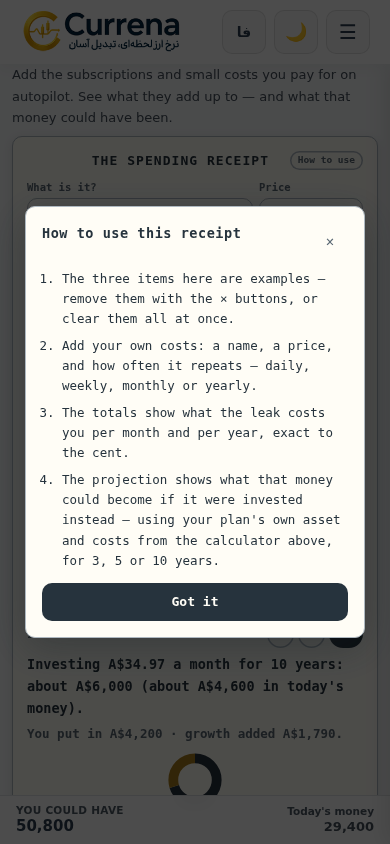 Currena
نرخ ارز لحظه‌ای، تبدیل آسان
فا
Add the subscriptions and small costs you pay for on
autopilot. See what they add up to — and what that
money could have been.
THE SPENDING RECEIPT
How to use
What is it?
Price
How to use this receipt
×
1. The three items here are examples —
remove them with the × buttons, or
clear them all at once.
2. Add your own costs: a name, a price,
and how often it repeats — daily,
weekly, monthly or yearly.
3. The totals show what the leak costs
you per month and per year, exact to
the cent.
4. The projection shows what that money
could become if it were invested
instead — using your plan's own asset
and costs from the calculator above,
for 3, 5 or 10 years.
Got it
Investing A$34.97 a month for 10 years:
about A$6,000 (about A$4,600 in today's
money).
You put in A$4,200 · growth added A$1,790.
YOU COULD HAVE
50,800
Today's money
29,400